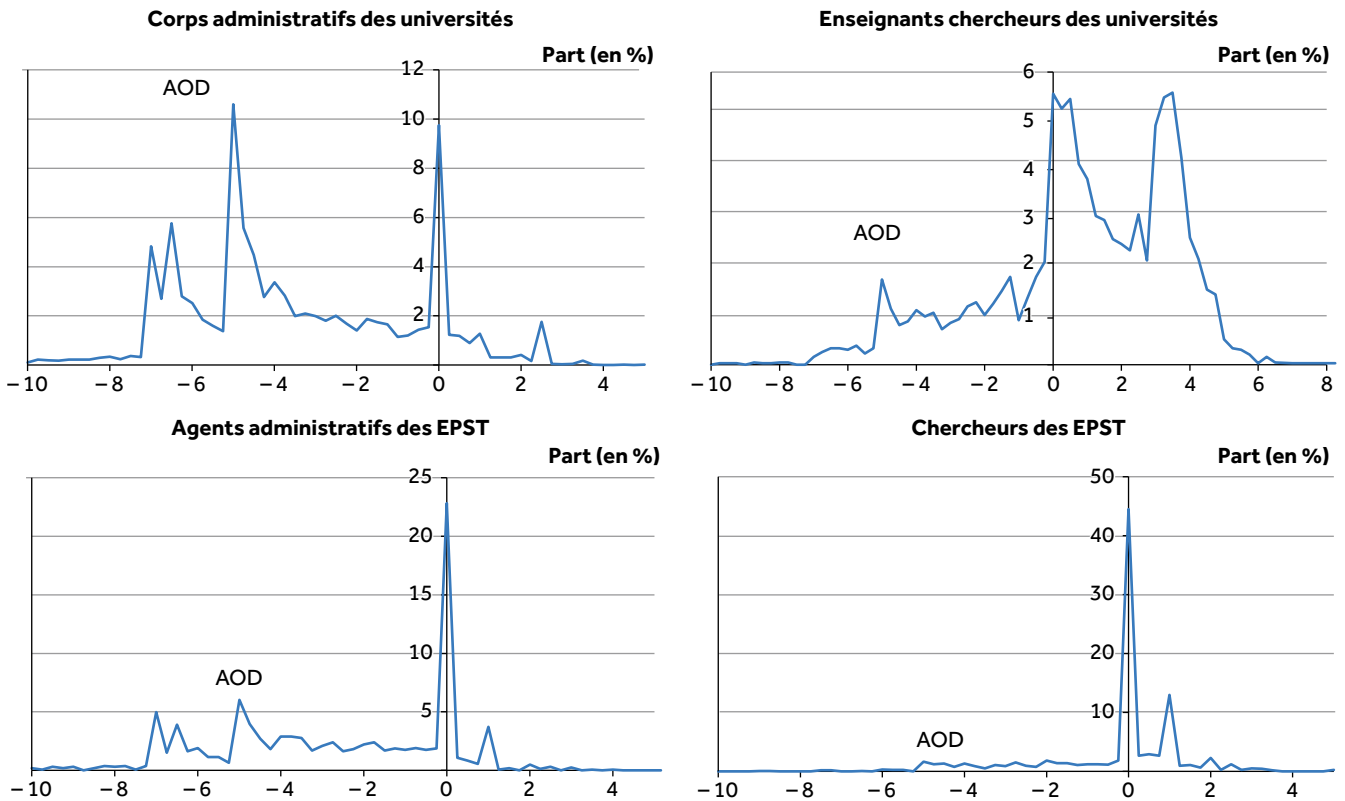 Corps administratifs des universités
Part (en %)
12
AOD
10
8
6
4
2
−10 −8 −6 −4 −2 0 2 4
Enseignants chercheurs des universités
Part (en %)
6
5
4
3
AOD
2
1
−10 −8 −6 −4 −2 0 2 4 6 8
Agents administratifs des EPST
Part (en %)
25
20
15
10
AOD
5
−10 −8 −6 −4 −2 0 2 4
Chercheurs des EPST
Part (en %)
50
40
30
20
10
AOD
−10 −8 −6 −4 −2 0 2 4